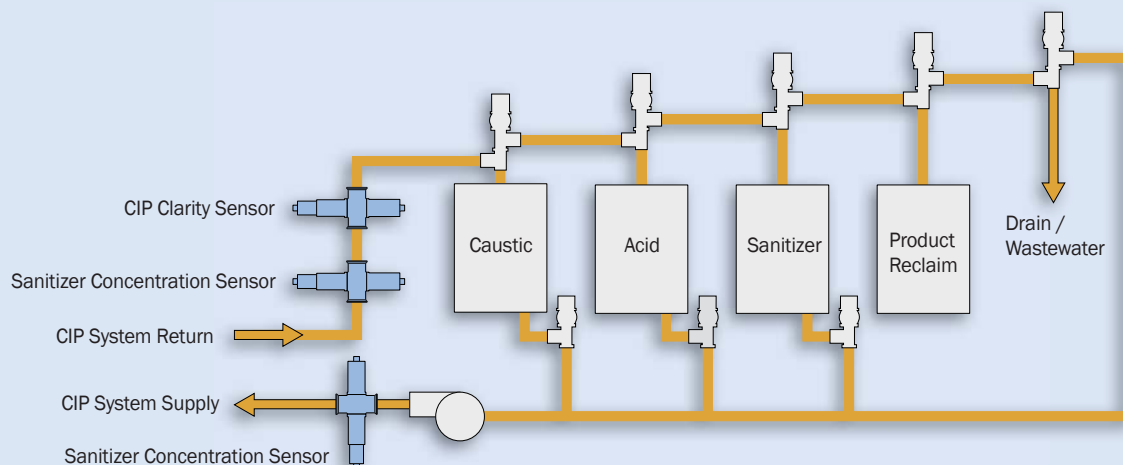 CIP Clarity Sensor
Sanitizer Concentration Sensor
CIP System Return
CIP System Supply
Sanitizer Concentration Sensor
Caustic
Acid
Sanitizer
Product
Reclaim
Drain /
Wastewater